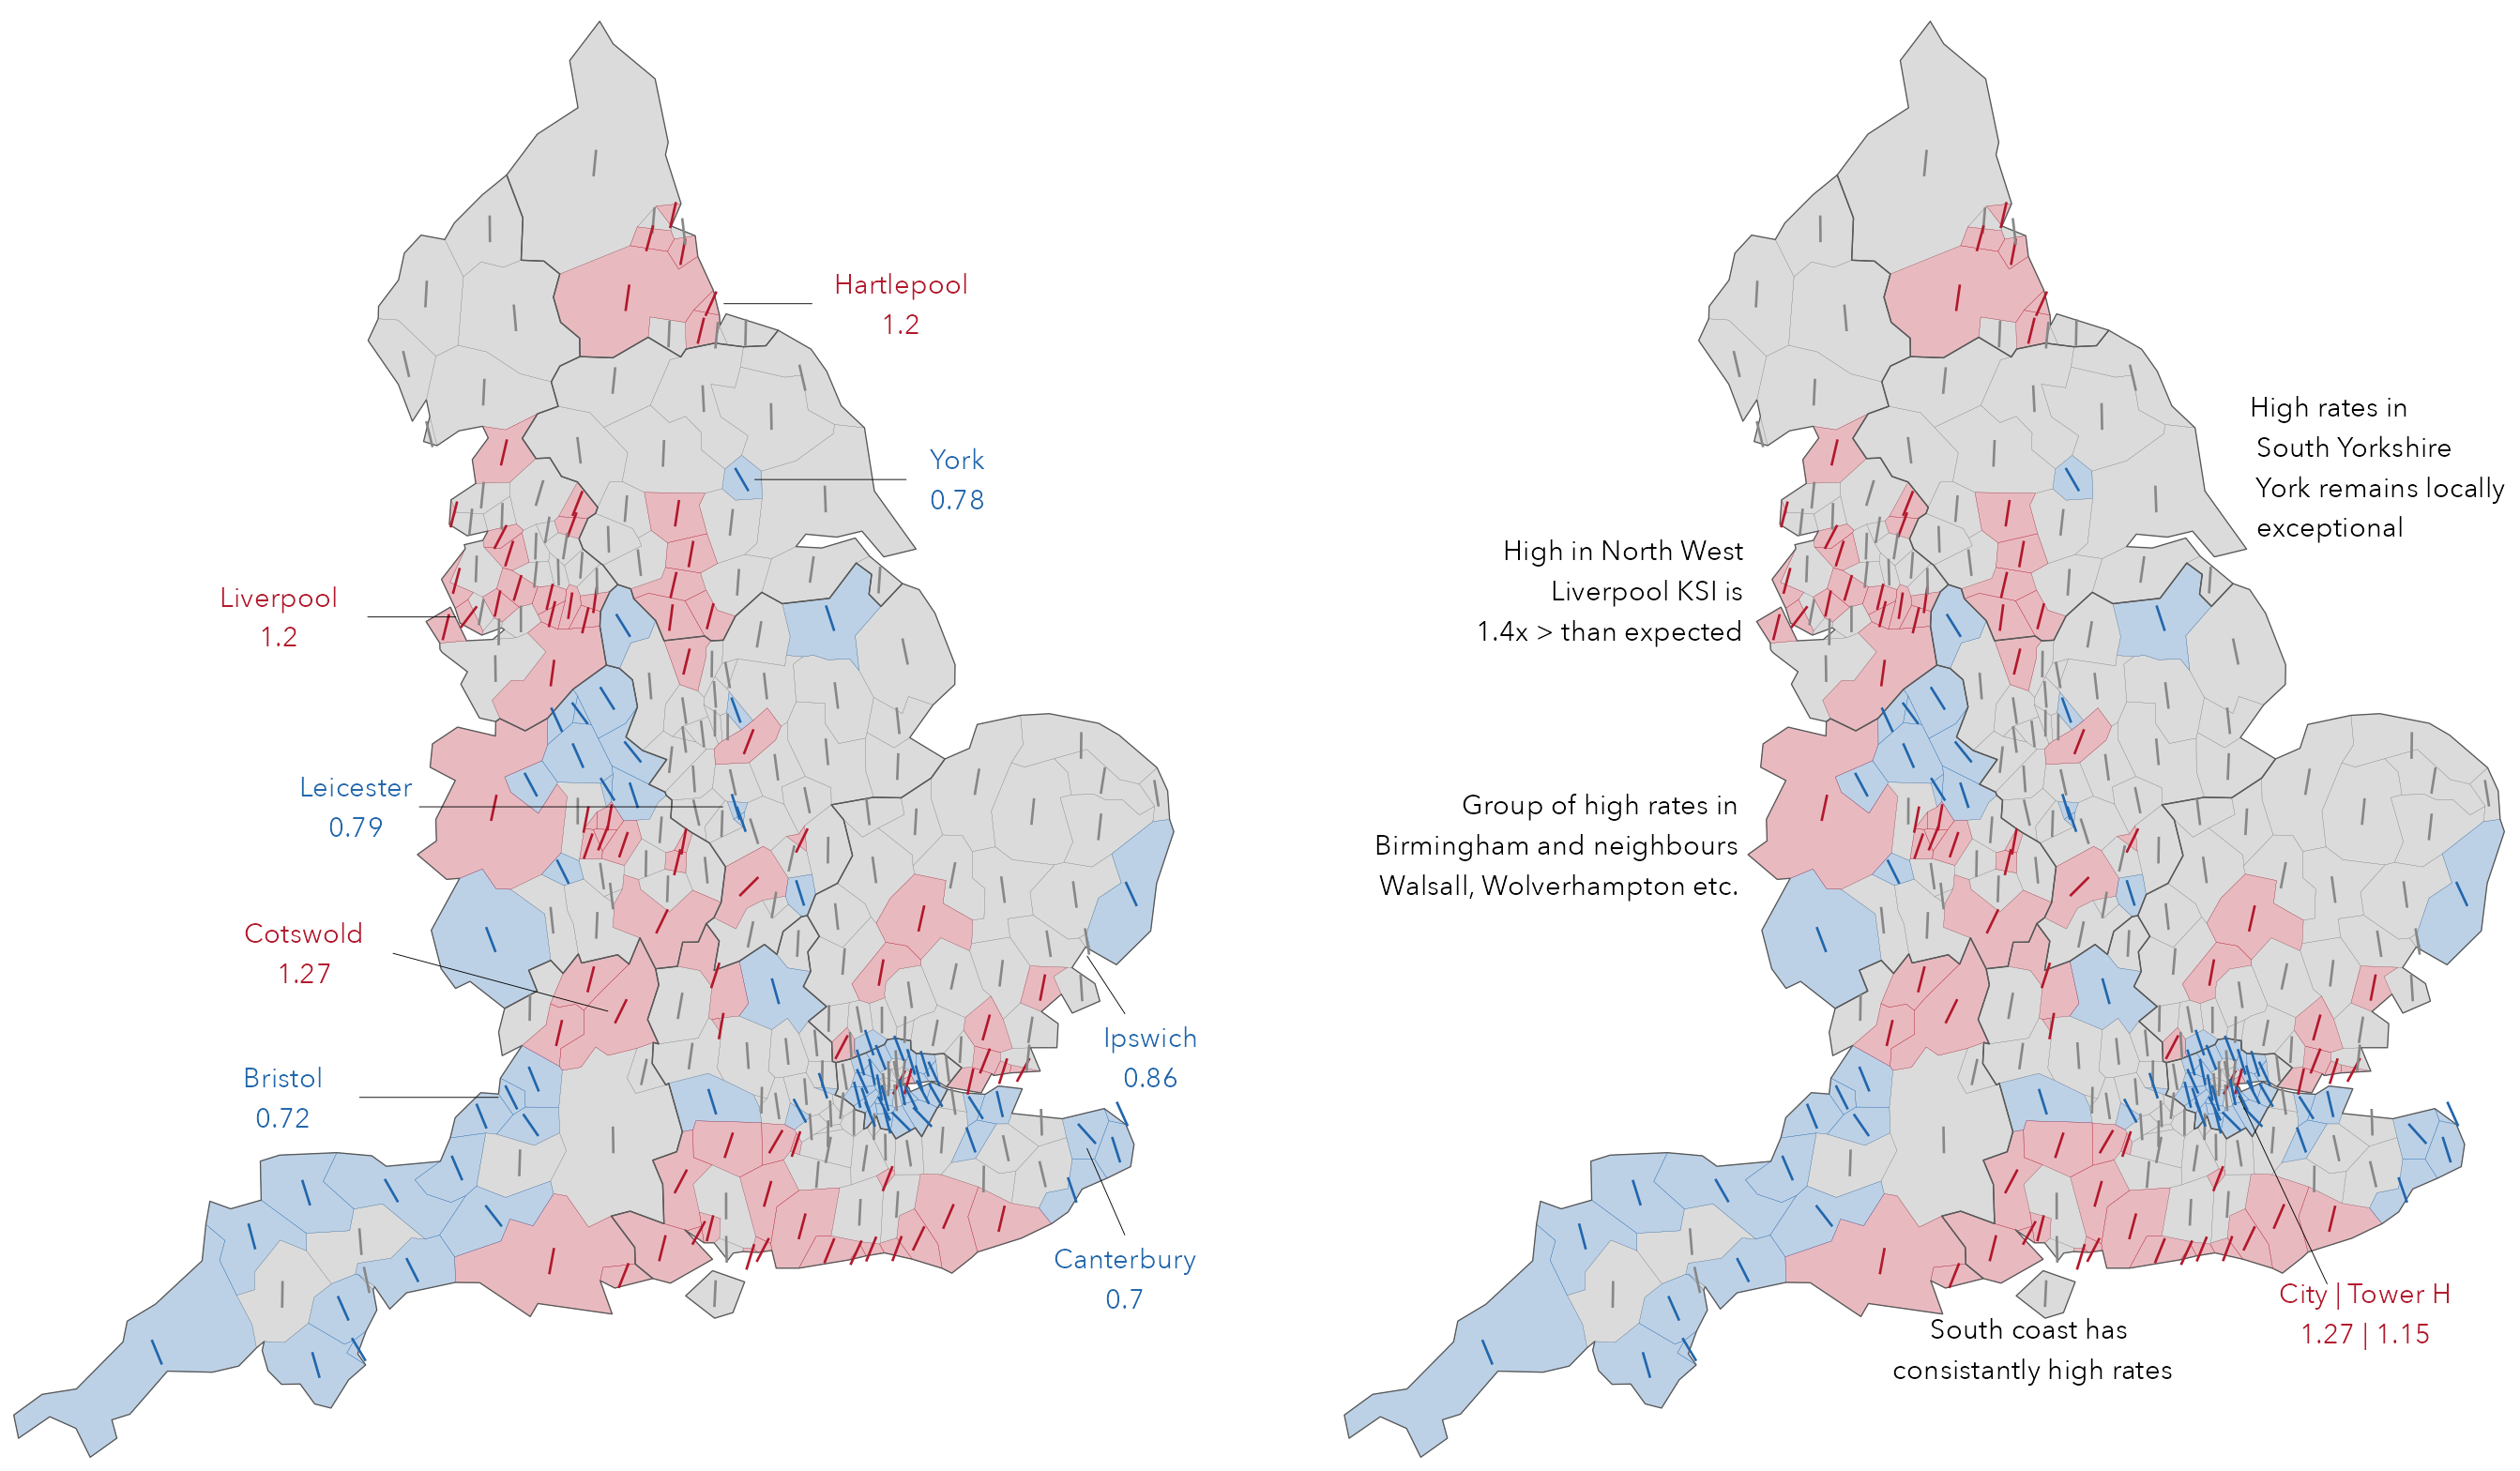 Hartlepool
1.2
York
0.78
Liverpool
1.2
Leicester
0.79
Cotswold
1.27
Bristol
0.72
Ipswich
0.86
Canterbury
0.7
High rates in
South Yorkshire
York remains locally
exceptional
High in North West
Liverpool KSI is
1.4x > than expected
Group of high rates in
Birmingham and neighbours
Walsall, Wolverhampton etc.
City | Tower H
1.27 | 1.15
South coast has
consistantly high rates